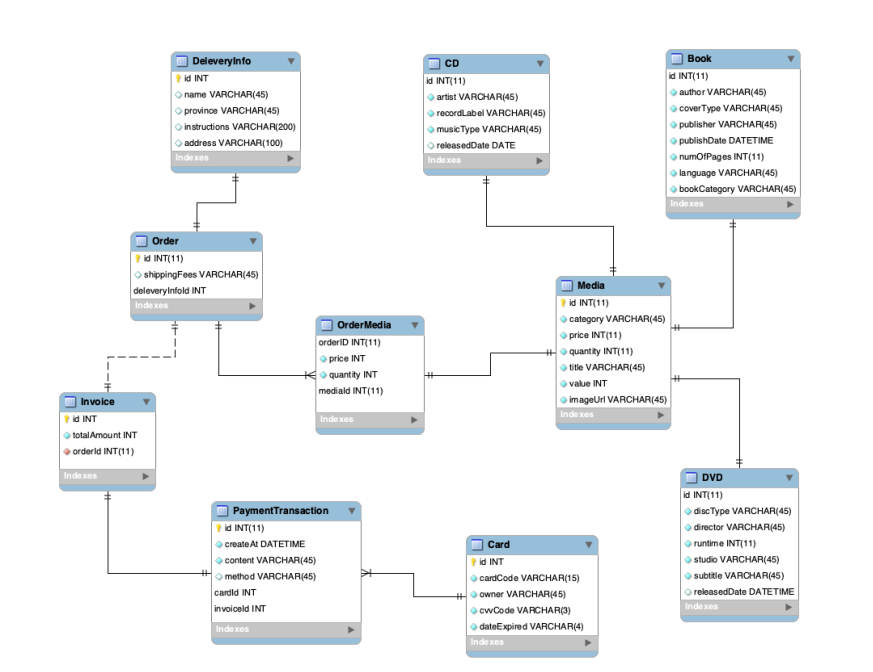 DeleveryInfo
id INT
name VARCHAR(45)
province VARCHAR(45)
instructions VARCHAR(200)
address VARCHAR(100)
Indexes
CD
id INT(11)
artist VARCHAR(45)
recordLabel VARCHAR(45)
musicType VARCHAR(45)
releasedDate DATE
Indexes
Book
id INT(11)
author VARCHAR(45)
coverType VARCHAR(45)
publisher VARCHAR(45)
publishDate DATETIME
numOfPages INT(11)
language VARCHAR(45)
bookCategory VARCHAR(45)
Indexes
Order
id INT(11)
shippingFees VARCHAR(45)
deleveryInfoId INT
Indexes
OrderMedia
orderID INT(11)
price INT
quantity INT
mediaId INT(11)
Indexes
Media
id INT(11)
category VARCHAR(45)
price INT(11)
quantity INT(11)
title VARCHAR(45)
value INT
imageUrl VARCHAR(45)
Indexes
Invoice
id INT
totalAmount INT
orderId INT(11)
Indexes
PaymentTransaction
id INT(11)
createAt DATETIME
content VARCHAR(45)
method VARCHAR(45)
cardId INT
invoiceId INT
Indexes
Card
id INT
cardCode VARCHAR(15)
owner VARCHAR(45)
cvvCode VARCHAR(3)
dateExpired VARCHAR(4)
Indexes
DVD
id INT(11)
discType VARCHAR(45)
director VARCHAR(45)
runtime INT(11)
studio VARCHAR(45)
subtitle VARCHAR(45)
releasedDate DATETIME
Indexes